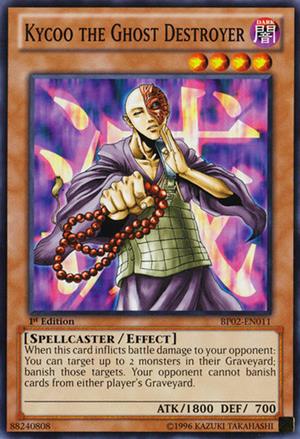 KYCOO THE GHOST DESTROYER
DARK
闇
1st Edition
BP02-EN011
[SPELLCASTER / EFFECT]
When this card inflicts battle damage to your opponent:
You can target up to 2 monsters in their Graveyard;
banish those targets. Your opponent cannot banish
cards from either player's Graveyard.
ATK/1800 DEF/ 700
88240808
©1996 KAZUKI TAKAHASHI